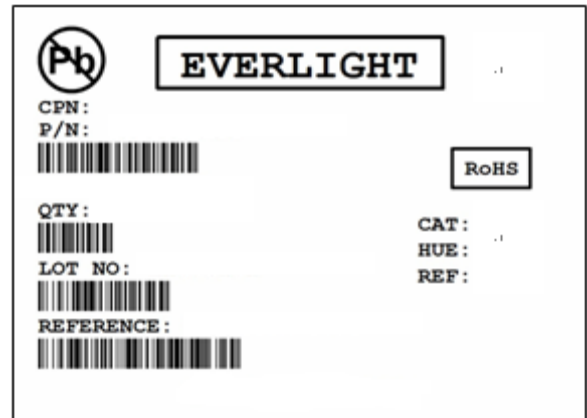 Pb
EVERLIGHT
CPN:
P/N:
RoHS
QTY:
CAT:
HUE:
LOT NO:
REF:
REFERENCE: